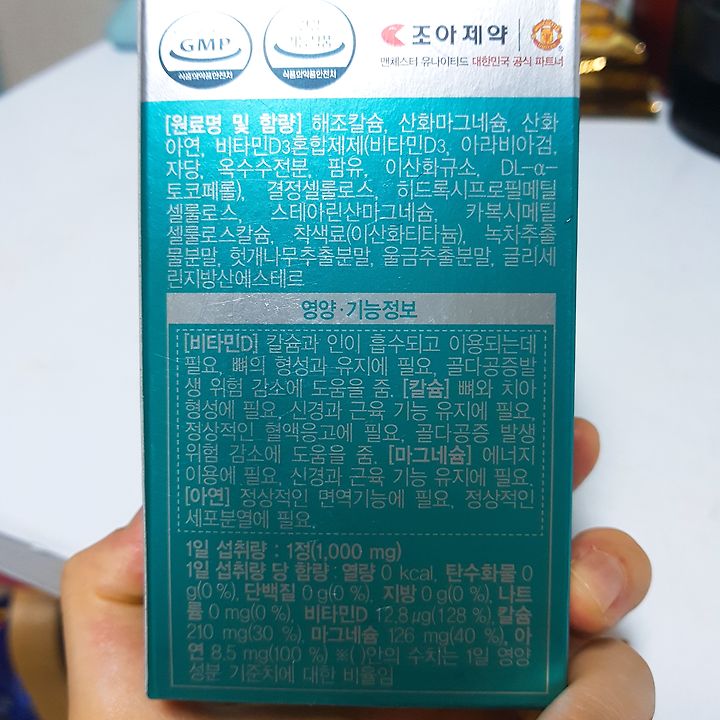 GMP
식품의약품안전처
식품의약품안전처
조아제약
맨체스터 유나이티드 대한민국 공식 파트너
[원료명 및 함량] 해조칼슘, 산화마그네슘, 산화
아연, 비타민D3혼합제제(비타민D3, 아라비아검,
자당, 옥수수전분, 팜유, 이산화규소, DL-α-
토코페롤), 결정셀룰로스, 히드록시프로필메틸
셀룰로스, 스테아린산마그네슘, 카복시메틸
셀룰로스칼슘, 착색료(이산화티타늄), 녹차추출
물분말, 헛개나무추출분말, 울금추출분말, 글리세
린지방산에스테르
영양·기능정보
[비타민D] 칼슘과 인이 흡수되고 이용되는데
필요, 뼈의 형성과 유지에 필요, 골다공증발
생 위험 감소에 도움을 줌. [칼슘] 뼈와 치아
형성에 필요, 신경과 근육 기능 유지에 필요,
정상적인 혈액응고에 필요, 골다공증 발생
위험 감소에 도움을 줌. [마그네슘] 에너지
이용에 필요, 신경과 근육 기능 유지에 필요.
[아연] 정상적인 면역기능에 필요, 정상적인
세포분열에 필요.
1일 섭취량 : 1정(1,000 mg)
1일 섭취량 당 함량 : 열량 0 kcal, 탄수화물 0
g(0 %), 단백질 0 g(0 %), 지방 0 g(0 %), 나트
륨 0 mg(0 %), 비타민D 12.8 μg(128 %), 칼슘
210 mg(30 %), 마그네슘 126 mg(40 %), 아
연 8.5 mg(100 %) ※( )안의 수치는 1일 영양
성분 기준치에 대한 비율임